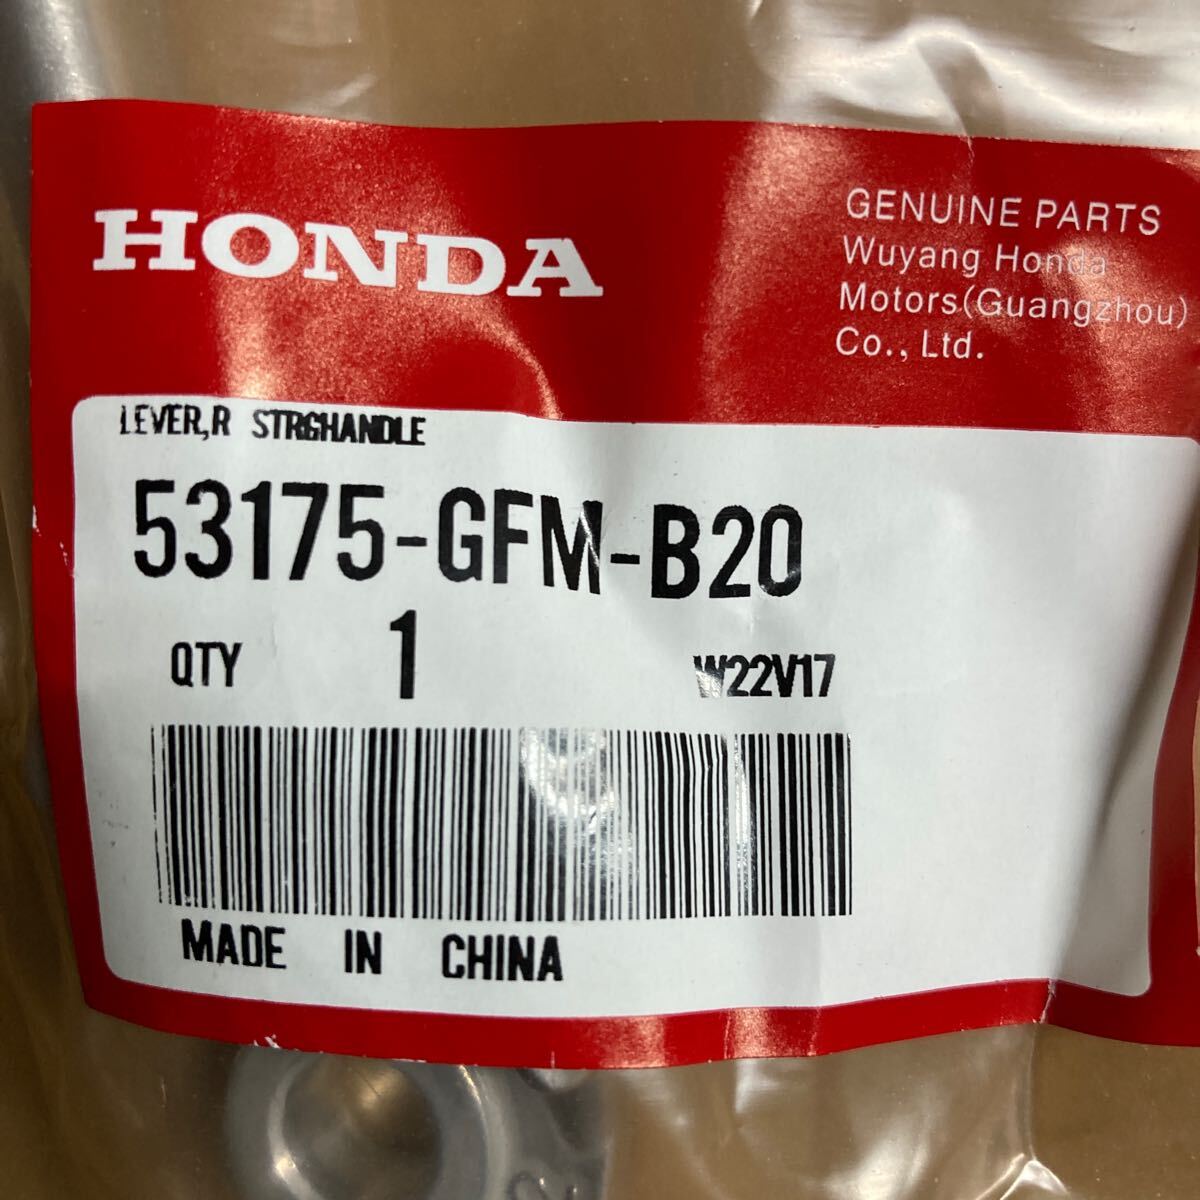 HONDA
GENUINE PARTS
Wuyang Honda
Motors(Guangzhou)
Co., Ltd.
LEVER,R STRGHANDLE
53175-GFM-B20
QTY 1 W22V17
MADE IN CHINA